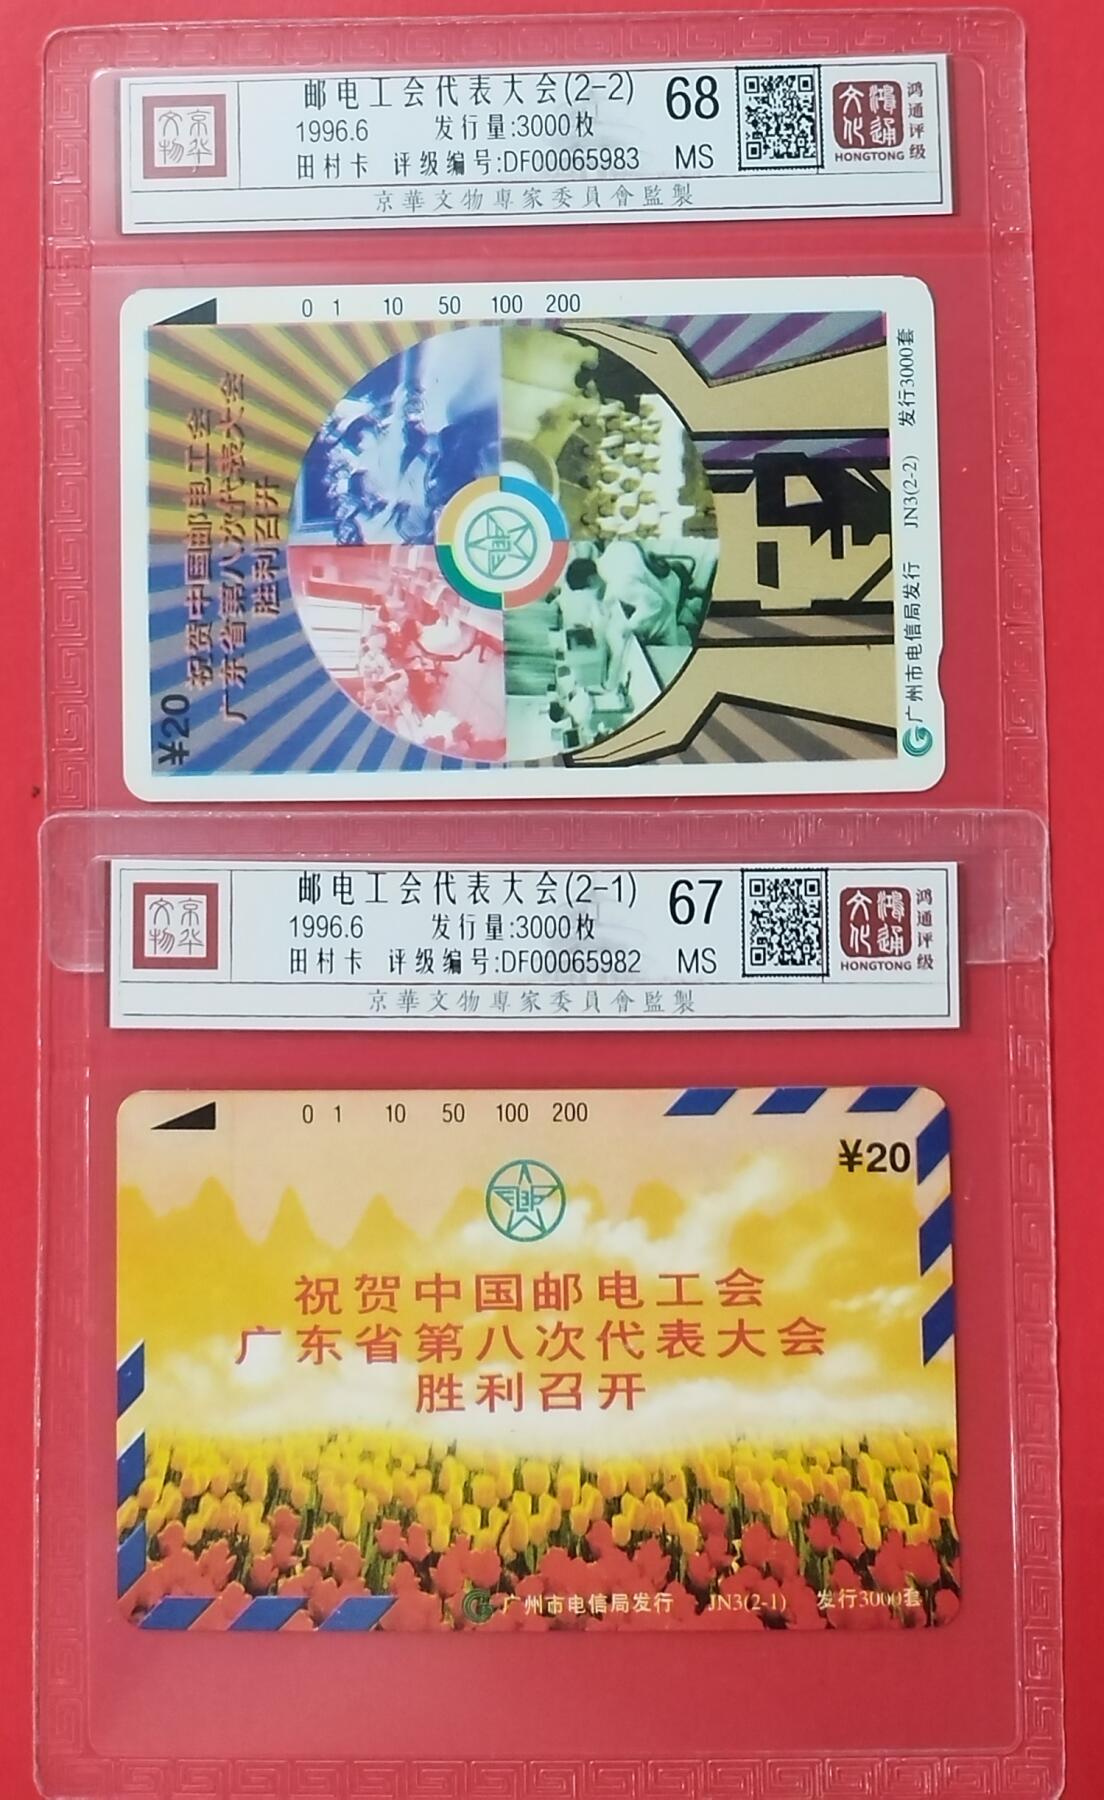 邮电工会代表大会(2-2)
68
1996.6 发行量:3000枚
田村卡 评级编号:DF00065983 MS
京華文物專家委員會監製
京华文物
鸿通文化
HONGTONG
鸿通评级
0 1 10 50 100 200
¥20
祝贺中国邮电工会
广东省第八次代表大会
胜利召开
广州市电信局发行 JN3(2-2) 发行3000套
邮电工会代表大会(2-1)
67
1996.6 发行量:3000枚
田村卡 评级编号:DF00065982 MS
京華文物專家委員會監製
京华文物
鸿通文化
HONGTONG
鸿通评级
0 1 10 50 100 200
¥20
祝贺中国邮电工会
广东省第八次代表大会
胜利召开
广州市电信局发行 JN3(2-1) 发行3000套